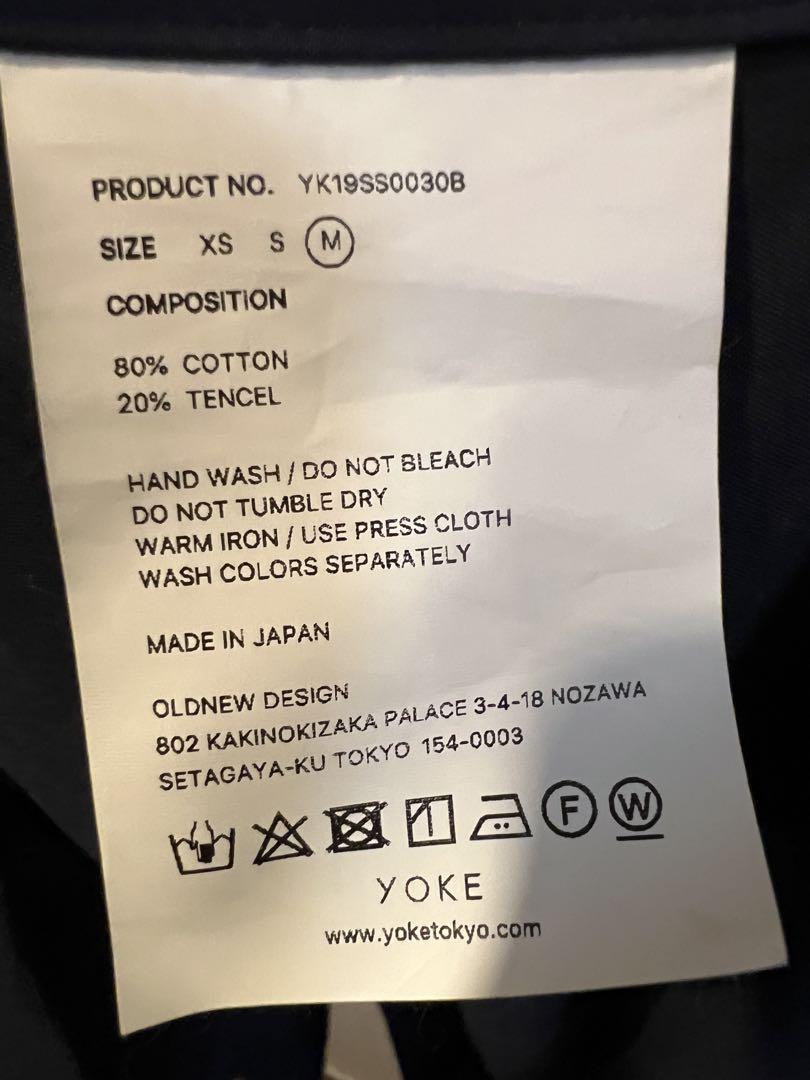 PRODUCT NO. YK19SS0030B
SIZE XS S M
COMPOSITION
80% COTTON
20% TENCEL
HAND WASH / DO NOT BLEACH
DO NOT TUMBLE DRY
WARM IRON / USE PRESS CLOTH
WASH COLORS SEPARATELY
MADE IN JAPAN
OLDNEW DESIGN
802 KAKINOKIZAKA PALACE 3-4-18 NOZAWA
SETAGAYA-KU TOKYO 154-0003
F W
YOKE
www.yoketokyo.com